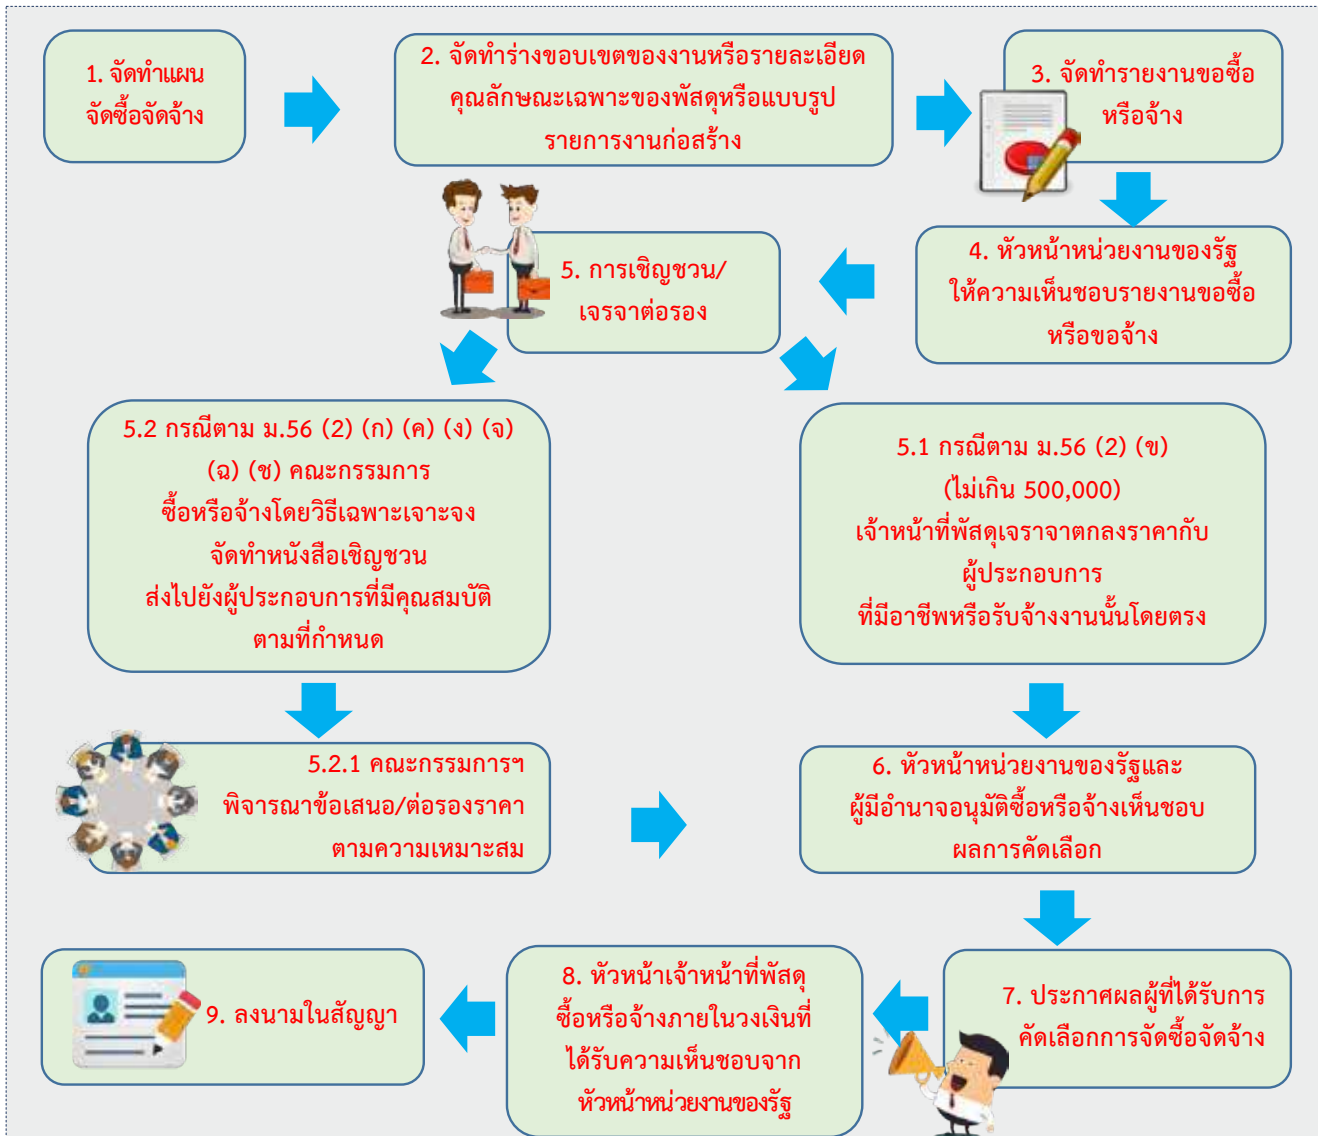 1. จัดทำแผน
จัดซื้อจัดจ้าง
2. จัดทำร่างขอบเขตของงานหรือรายละเอียด
คุณลักษณะเฉพาะของพัสดุหรือแบบรูป
รายการงานก่อสร้าง
3. จัดทำรายงานขอซื้อ
หรือจ้าง
4. หัวหน้าหน่วยงานของรัฐ
ให้ความเห็นชอบรายงานขอซื้อ
หรือขอจ้าง
5. การเชิญชวน/
เจรจาต่อรอง
5.2 กรณีตาม ม.56 (2) (ก) (ค) (ง) (จ)
(ฉ) (ช) คณะกรรมการ
ซื้อหรือจ้างโดยวิธีเฉพาะเจาะจง
จัดทำหนังสือเชิญชวน
ส่งไปยังผู้ประกอบการที่มีคุณสมบัติ
ตามที่กำหนด
5.1 กรณีตาม ม.56 (2) (ข)
(ไม่เกิน 500,000)
เจ้าหน้าที่พัสดุเจราจาตกลงราคากับ
ผู้ประกอบการ
ที่มีอาชีพหรือรับจ้างงานนั้นโดยตรง
5.2.1 คณะกรรมการฯ
พิจารณาข้อเสนอ/ต่อรองราคา
ตามความเหมาะสม
6. หัวหน้าหน่วยงานของรัฐและ
ผู้มีอำนาจอนุมัติซื้อหรือจ้างเห็นชอบ
ผลการคัดเลือก
7. ประกาศผลผู้ที่ได้รับการ
คัดเลือกการจัดซื้อจัดจ้าง
8. หัวหน้าเจ้าหน้าที่พัสดุ
ซื้อหรือจ้างภายในวงเงินที่
ได้รับความเห็นชอบจาก
หัวหน้าหน่วยงานของรัฐ
9. ลงนามในสัญญา